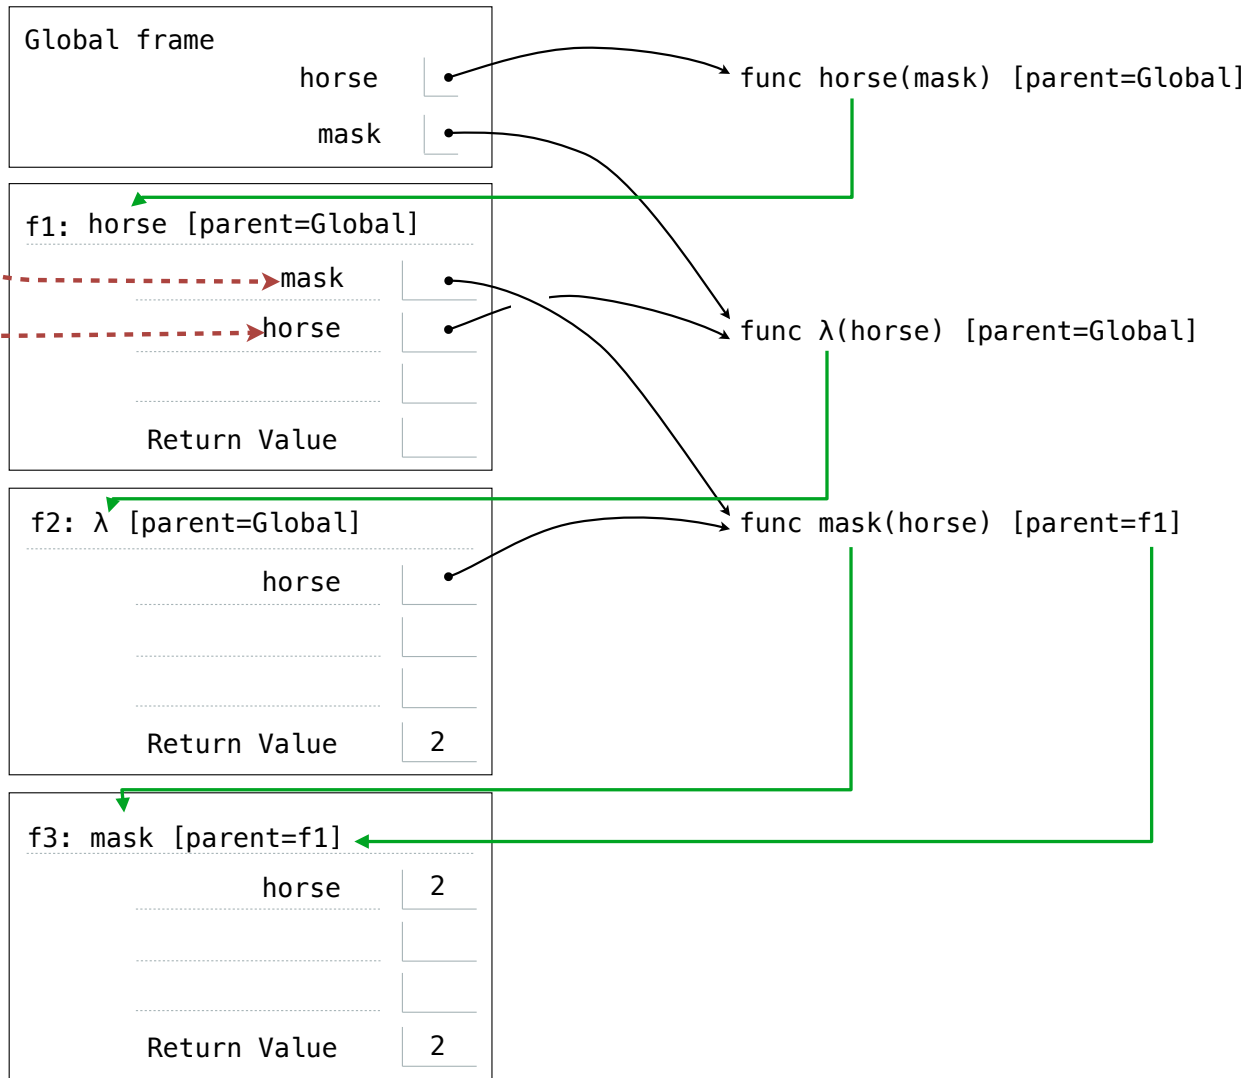 Global frame
horse
func horse(mask) [parent=Global]
mask
f1: horse [parent=Global]
mask
horse
func λ(horse) [parent=Global]
Return Value
f2: λ [parent=Global]
func mask(horse) [parent=f1]
horse
Return Value 2
f3: mask [parent=f1]
horse 2
Return Value 2